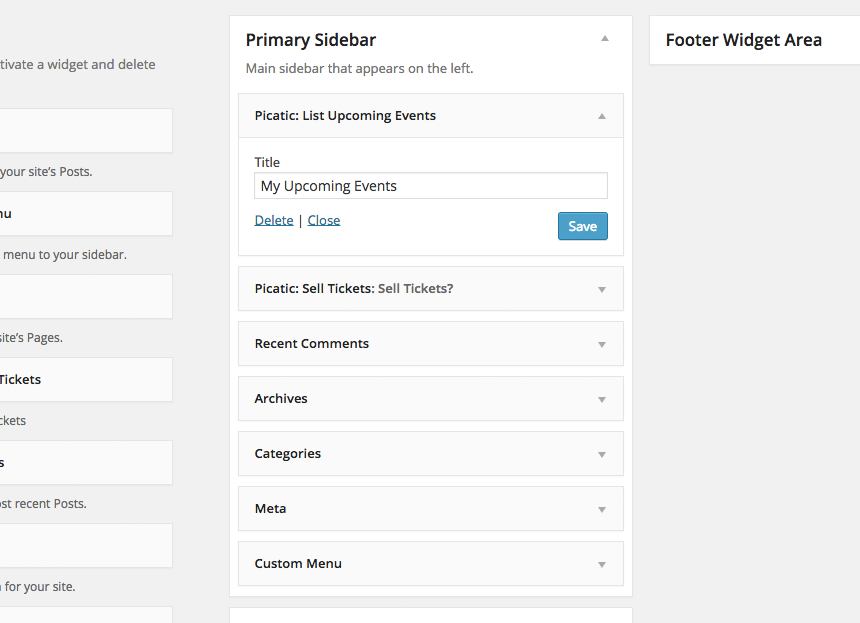 tivate a widget and delete
your site's Posts.
nu
menu to your sidebar.
site's Pages.
Tickets
ckets
s
ost recent Posts.
for your site.
Primary Sidebar
Main sidebar that appears on the left.
Picatic: List Upcoming Events
Title
My Upcoming Events
Delete | Close
Save
Picatic: Sell Tickets: Sell Tickets?
Recent Comments
Archives
Categories
Meta
Custom Menu
Footer Widget Area